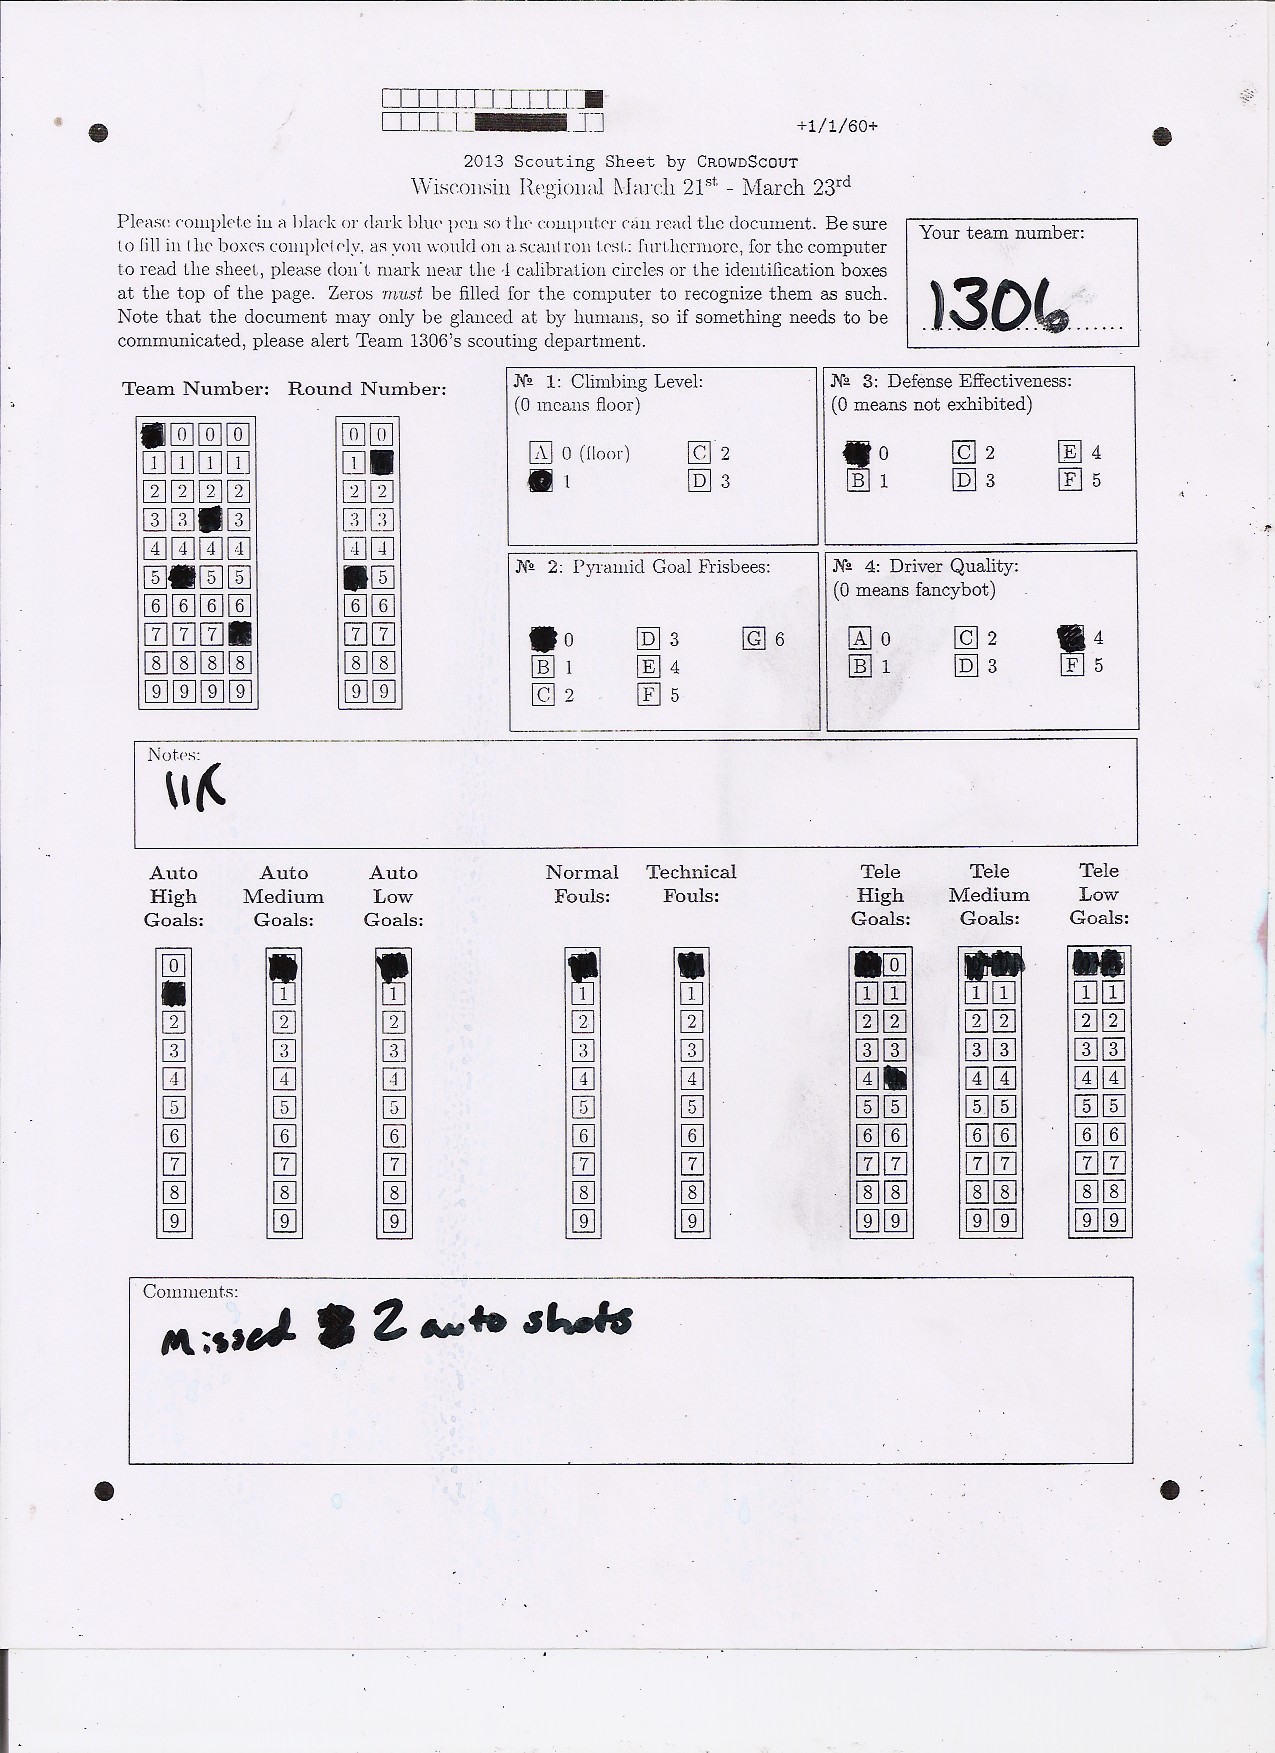 +1/1/60+
2013 Scouting Sheet by CROWDSCOUT
Wisconsin Regional March 21st - March 23rd
Please complete in a black or dark blue pen so the computer can read the document. Be sure
to fill in the boxes completely, as you would on a scantron test; furthermore, for the computer
to read the sheet, please don't mark near the 4 calibration circles or the identification boxes
at the top of the page. Zeros must be filled for the computer to recognize them as such.
Note that the document may only be glanced at by humans, so if something needs to be
communicated, please alert Team 1306's scouting department.
Your team number:
1306
Team Number: Round Number:
0 0 0 0 0
1 1 1 1 1
2 2 2 2 2 2
3 3 3 3 3
4 4 4 4 4 4
5 5 5 5
6 6 6 6 6 6
7 7 7 7 7
8 8 8 8 8 8
9 9 9 9 9 9
№ 1: Climbing Level:
(0 means floor)
A 0 (floor) C 2
1 D 3
№ 3: Defense Effectiveness:
(0 means not exhibited)
0 C 2 E 4
B 1 D 3 F 5
№ 2: Pyramid Goal Frisbees:
0 D 3 G 6
B 1 E 4
C 2 F 5
№ 4: Driver Quality:
(0 means fancybot)
A 0 C 2 4
B 1 D 3 F 5
Notes:
Auto High Goals:
Auto Medium Goals:
Auto Low Goals:
Normal Fouls:
Technical Fouls:
Tele High Goals:
Tele Medium Goals:
Tele Low Goals:
0 0
1 1 1 1 1 1 1 1 1 1
2 2 2 2 2 2 2 2 2 2 2
3 3 3 3 3 3 3 3 3 3 3
4 4 4 4 4 4 4 4 4 4
5 5 5 5 5 5 5 5 5 5 5
6 6 6 6 6 6 6 6 6 6 6
7 7 7 7 7 7 7 7 7 7 7
8 8 8 8 8 8 8 8 8 8 8
9 9 9 9 9 9 9 9 9 9 9
Comments:
Missed 2 auto shots